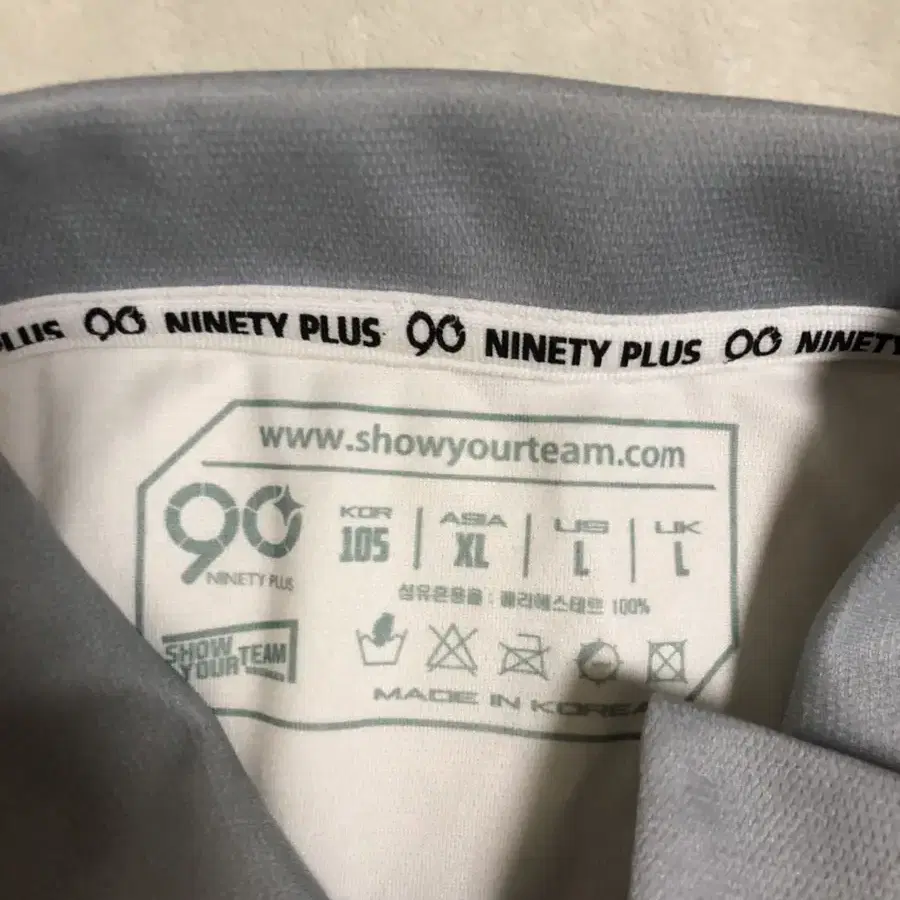 PLUS 90 NINETY PLUS 90 NINETY PLUS 90 NINETY
www.showyourteam.com
90 KOR ASIA US UK
105 XL L L
NINETY PLUS
섬유혼용율 : 폴리에스테르 100%
SHOW YOUR TEAM
MADE IN KOREA